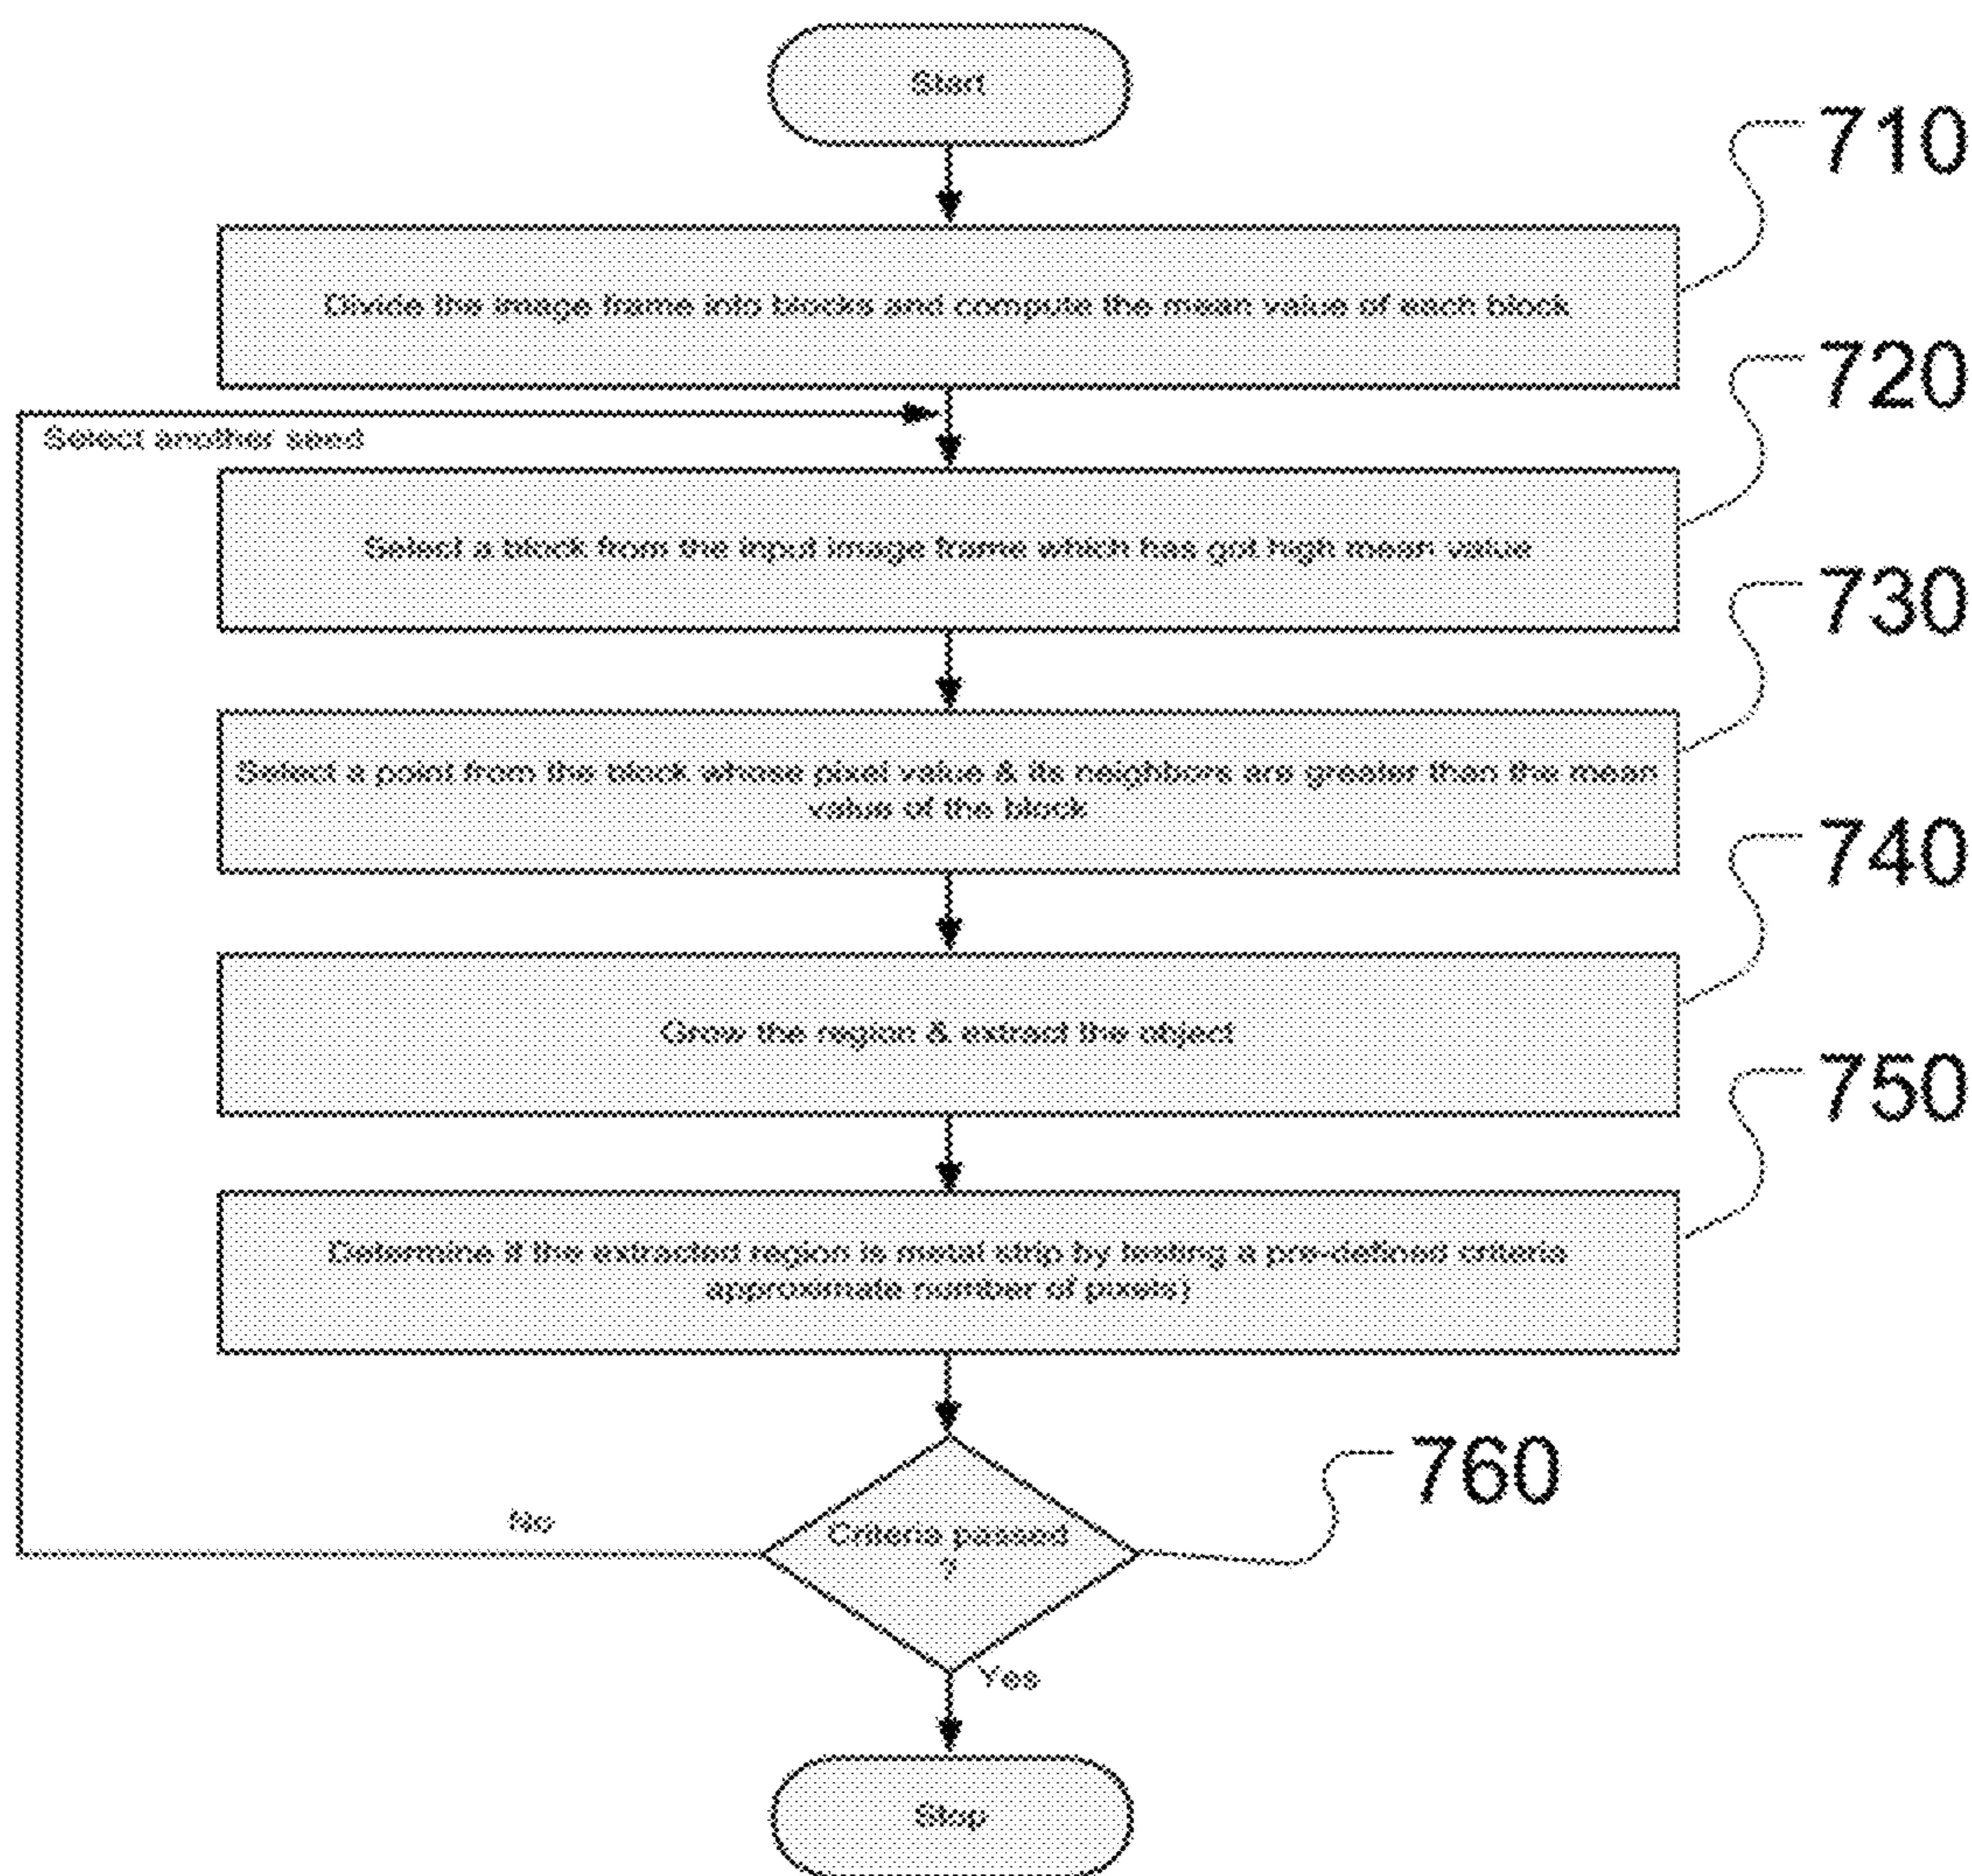 Start
710
Divide the image frame into blocks and compute the mean value of each block
720
Select another seed
Select a block from the input image frame which has got high mean value
730
Select a point from the block whose pixel value & its neighbors are greater than the mean
value of the block
740
Grow the region & extract the object
750
Determine if the extracted region is metal strip by testing a pre-defined criteria
approximate number of pixels)
760
No
Criteria passed
?
Yes
Stop